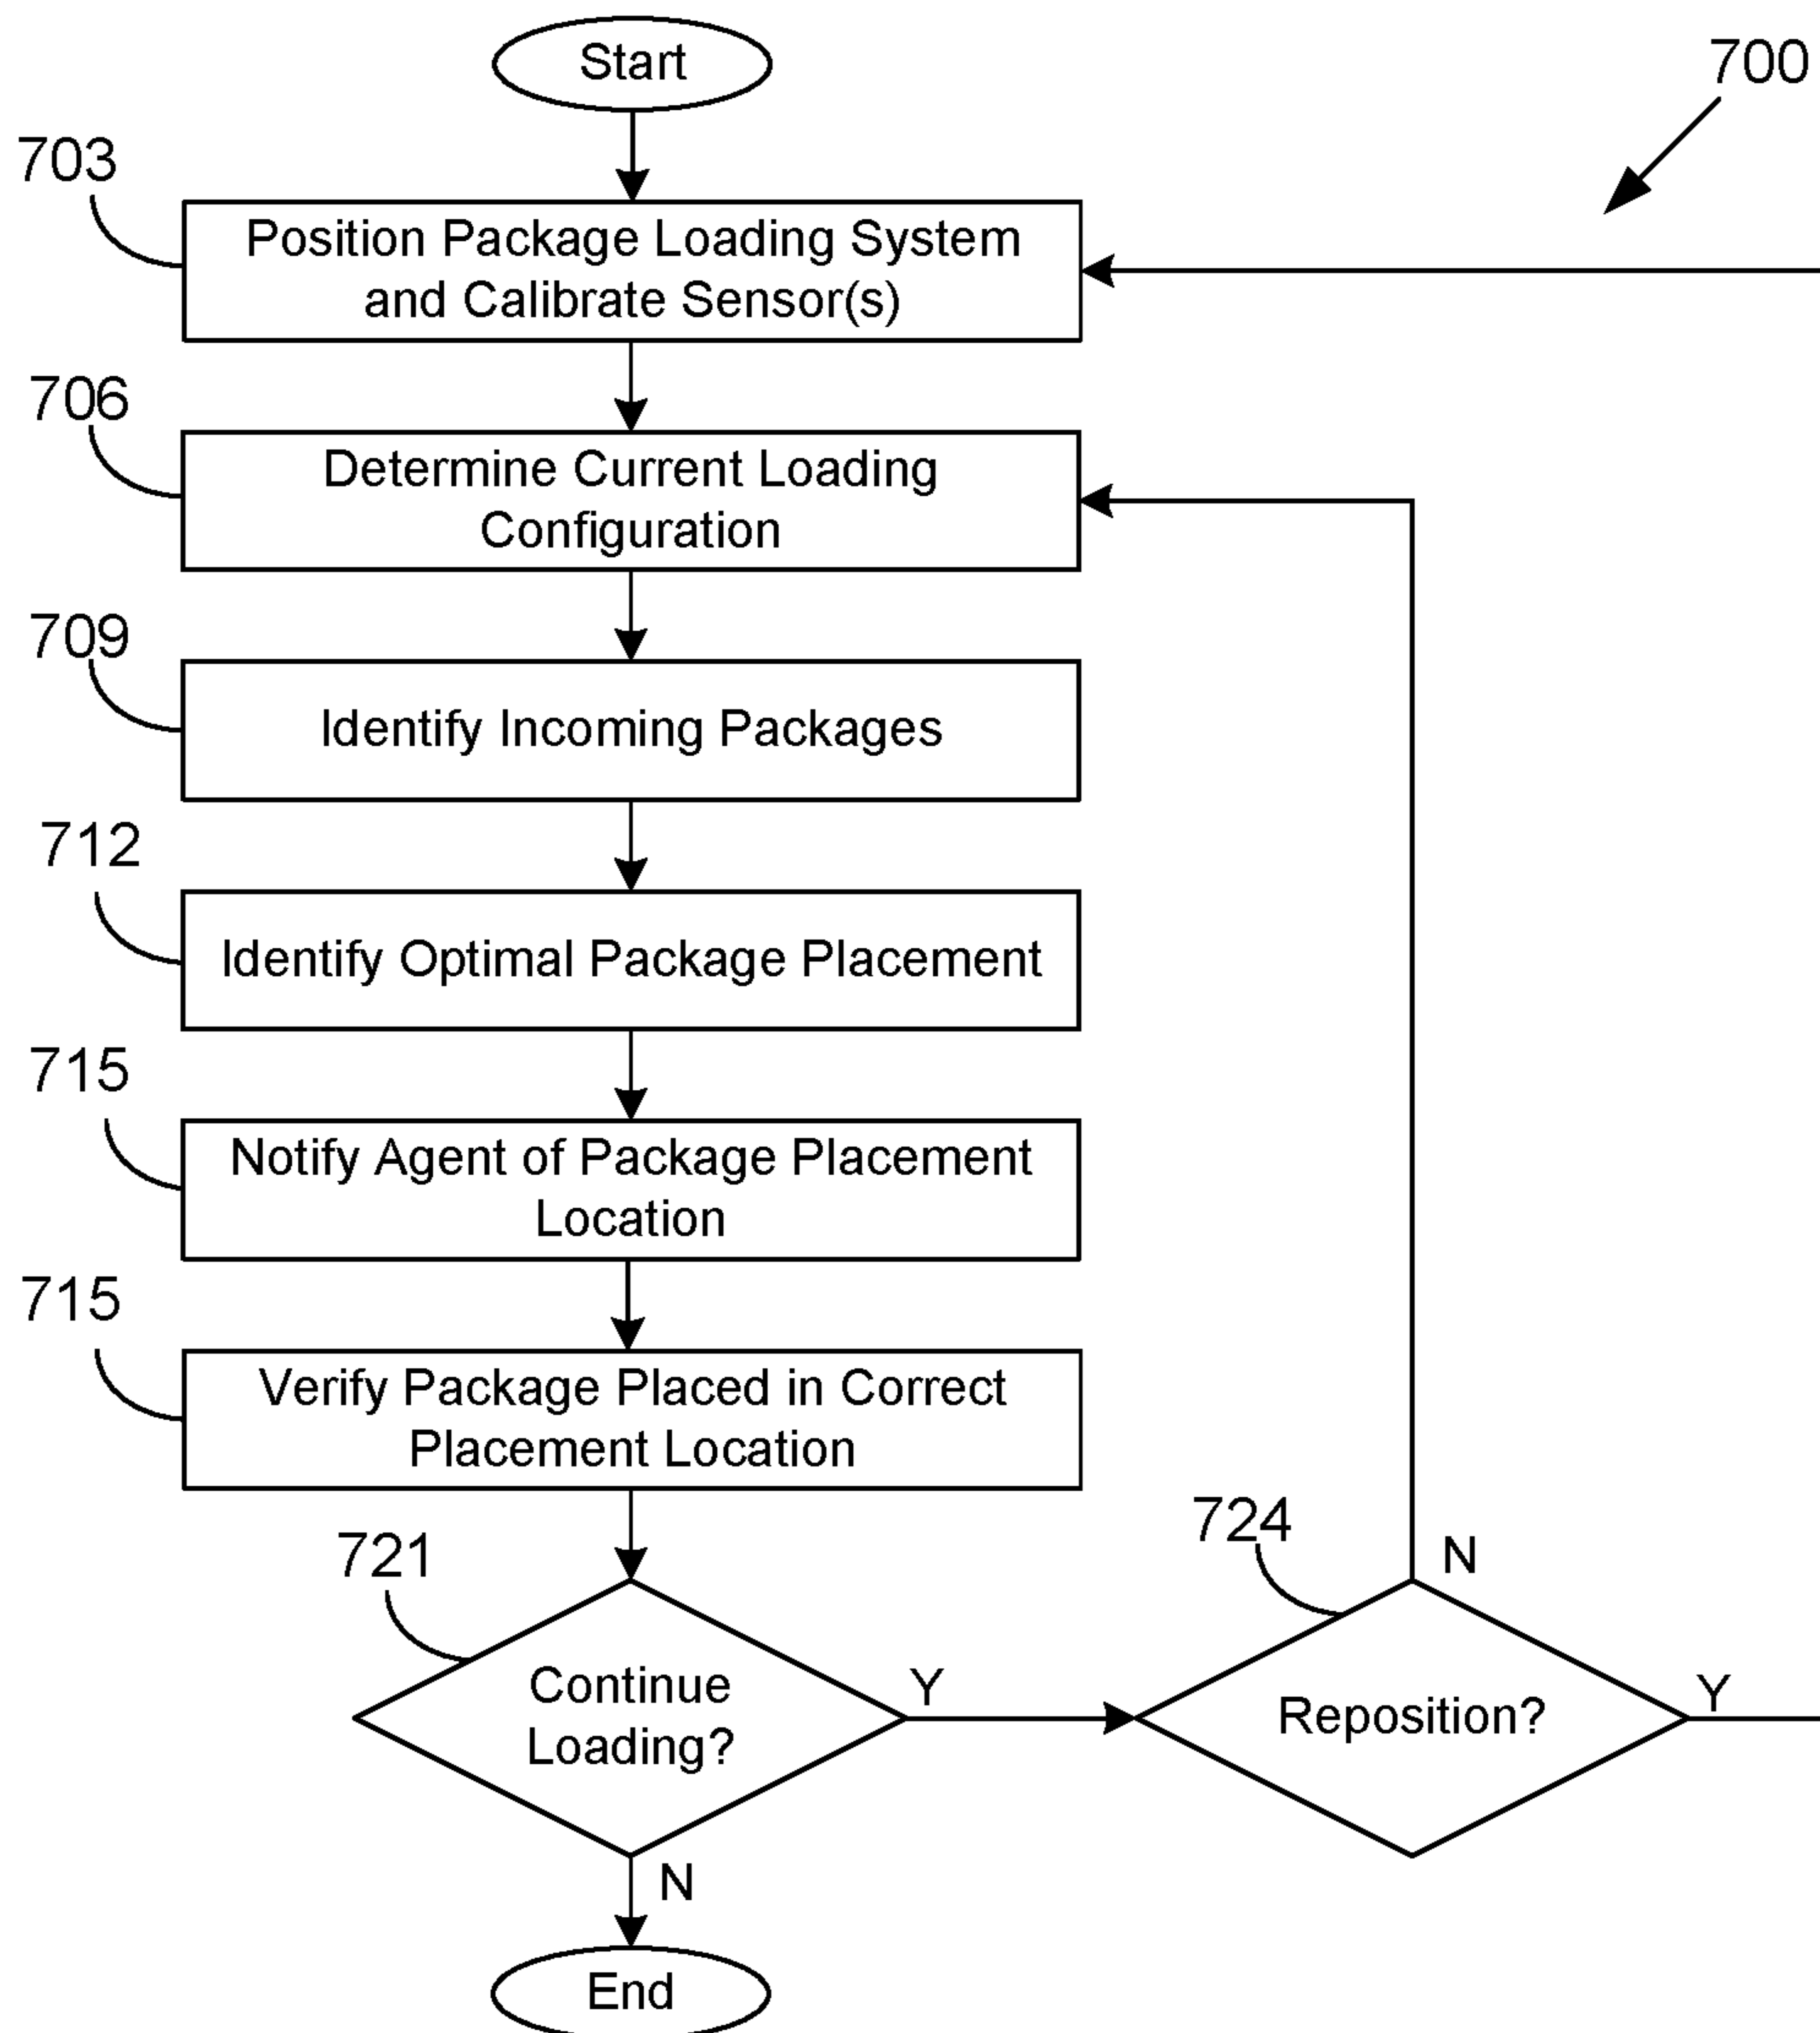 Start
700
703
Position Package Loading System
and Calibrate Sensor(s)
706
Determine Current Loading
Configuration
709
Identify Incoming Packages
712
Identify Optimal Package Placement
715
Notify Agent of Package Placement
Location
715
Verify Package Placed in Correct
Placement Location
721
Continue
Loading?
Y
N
724
Reposition?
N
Y
End